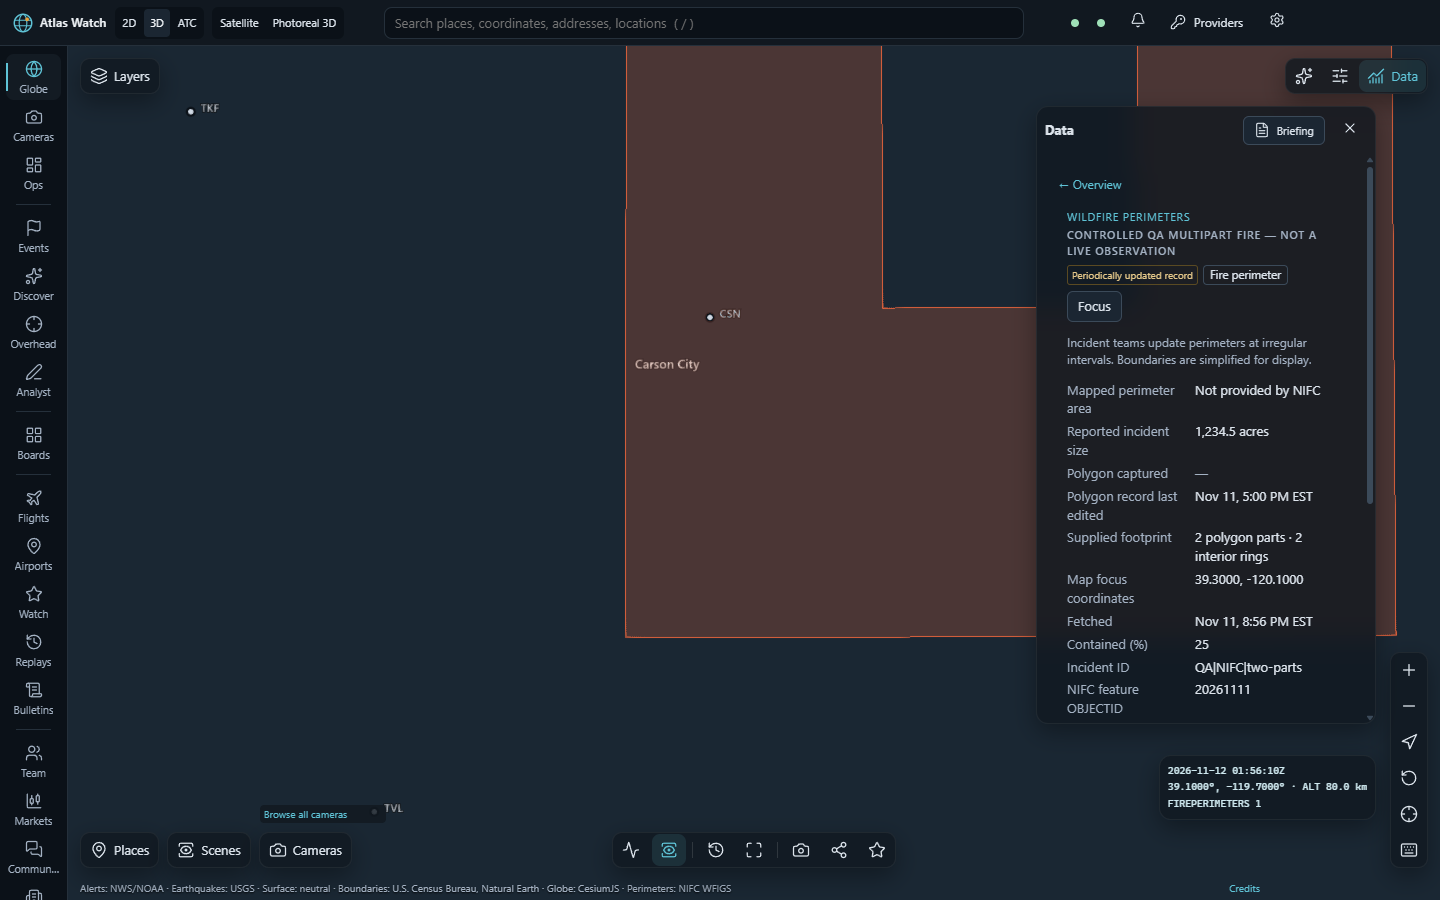 Atlas Watch
2D
3D
ATC
Satellite
Photoreal 3D
Search places, coordinates, addresses, locations ( / )
Providers
Globe
Cameras
Ops
Events
Discover
Overhead
Analyst
Boards
Flights
Airports
Watch
Replays
Bulletins
Team
Markets
Commun...
Layers
TKF
CSN
Carson City
TVL
Browse all cameras
Data
Data
Briefing
← Overview
WILDFIRE PERIMETERS
CONTROLLED QA MULTIPART FIRE — NOT A
LIVE OBSERVATION
Periodically updated record
Fire perimeter
Focus
Incident teams update perimeters at irregular
intervals. Boundaries are simplified for display.
Mapped perimeter area
Not provided by NIFC
Reported incident size
1,234.5 acres
Polygon captured
—
Polygon record last edited
Nov 11, 5:00 PM EST
Supplied footprint
2 polygon parts · 2 interior rings
Map focus coordinates
39.3000, -120.1000
Fetched
Nov 11, 8:56 PM EST
Contained (%)
25
Incident ID
QA|NIFC|two-parts
NIFC feature OBJECTID
20261111
2026-11-12 01:56:10Z
39.1000°, -119.7000° · ALT 80.0 km
FIREPERIMETERS 1
Places
Scenes
Cameras
Alerts: NWS/NOAA · Earthquakes: USGS · Surface: neutral · Boundaries: U.S. Census Bureau, Natural Earth · Globe: CesiumJS · Perimeters: NIFC WFIGS
Credits